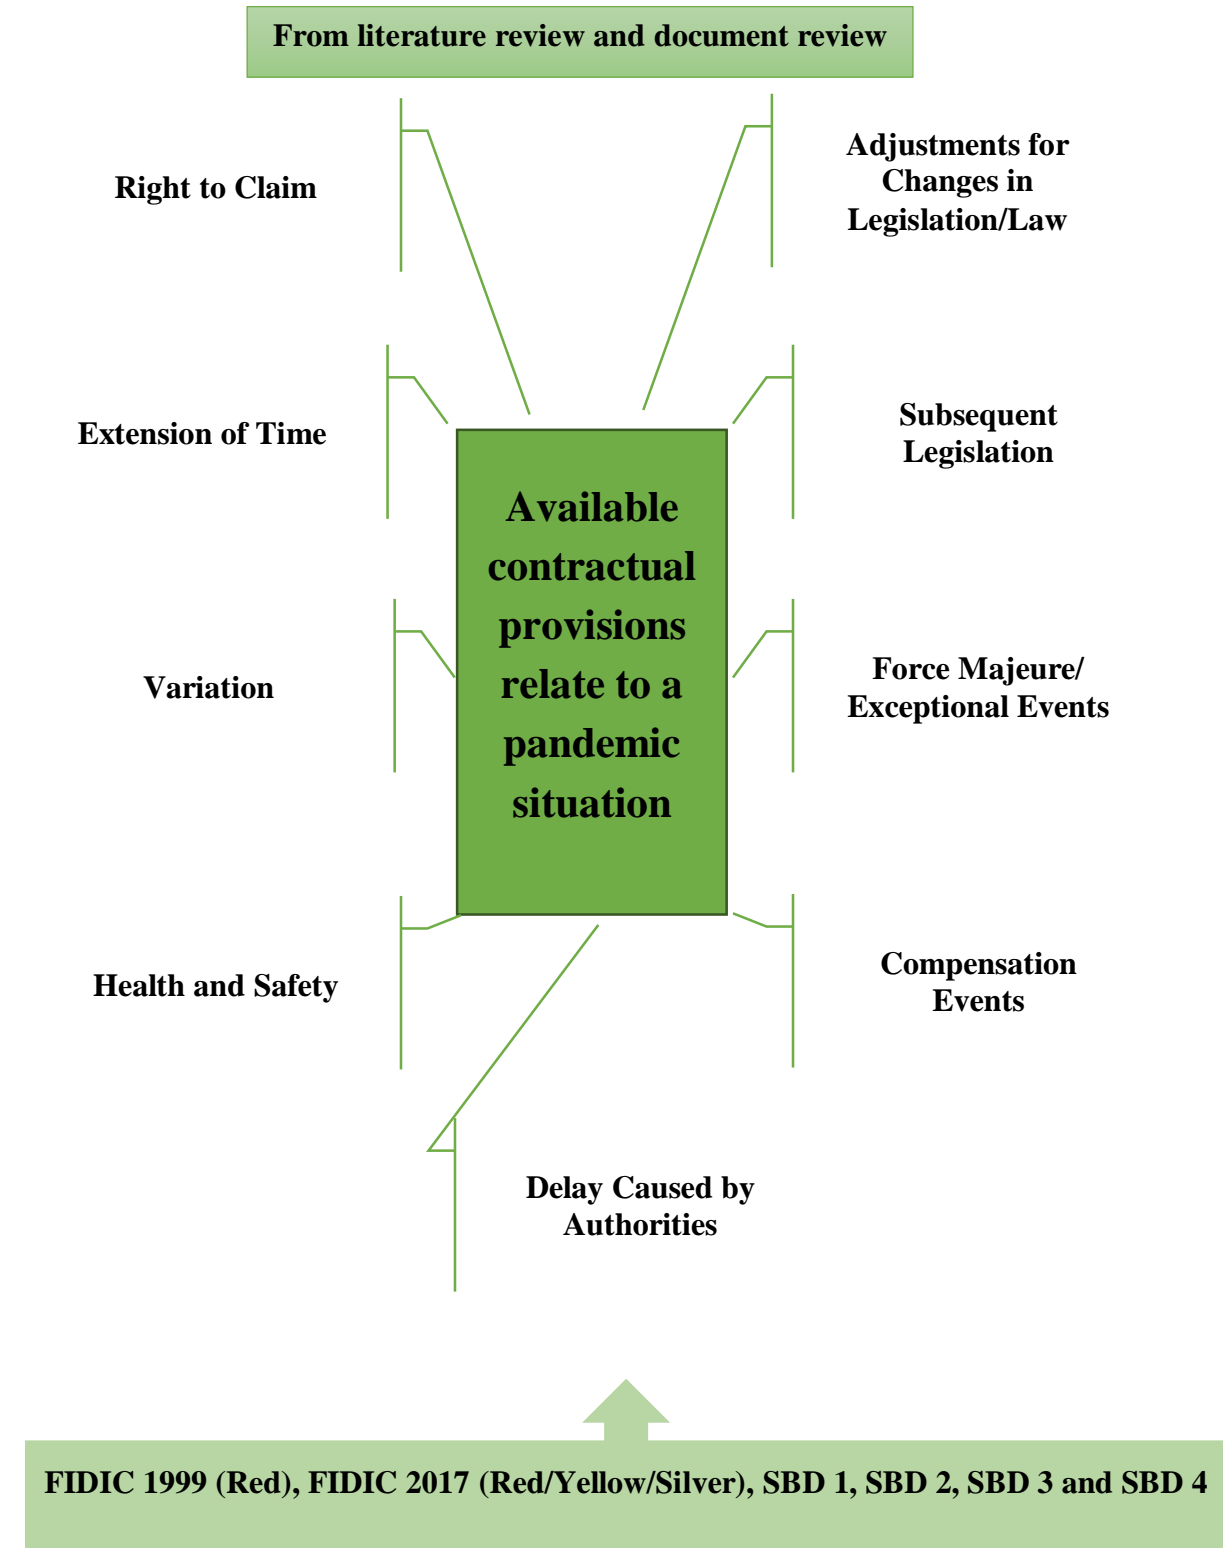 From literature review and document review
Right to Claim
Adjustments for
Changes in
Legislation/Law
Extension of Time
Subsequent
Legislation
Available
contractual
provisions
relate to a
pandemic
situation
Variation
Force Majeure/
Exceptional Events
Health and Safety
Compensation
Events
Delay Caused by
Authorities
FIDIC 1999 (Red), FIDIC 2017 (Red/Yellow/Silver), SBD 1, SBD 2, SBD 3 and SBD 4